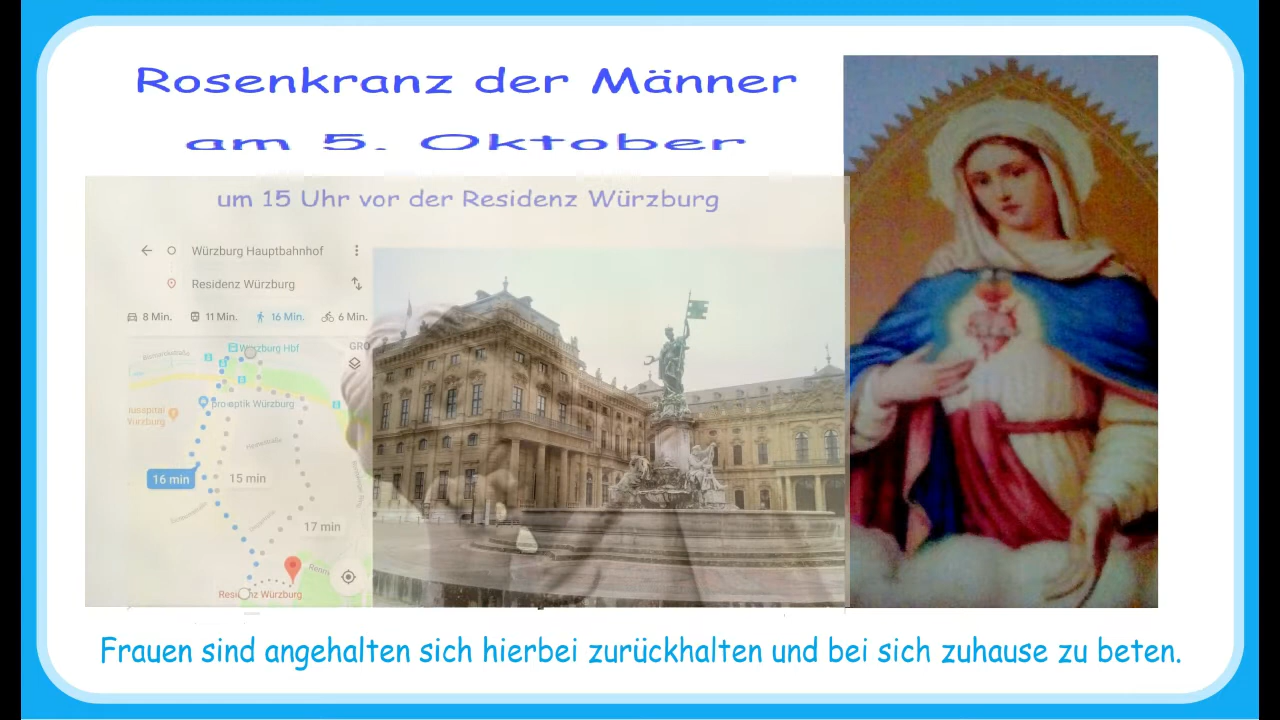 Rosenkranz der Männer
am 5. Oktober
um 15 Uhr vor der Residenz Würzburg
Würzburg Hauptbahnhof
Residenz Würzburg
8 Min. 11 Min. 16 Min. 6 Min.
GRO
Würzburg Hbf
pro optik Würzburg
16 min
15 min
17 min
Residenz Würzburg
Frauen sind angehalten sich hierbei zurückhalten und bei sich zuhause zu beten.